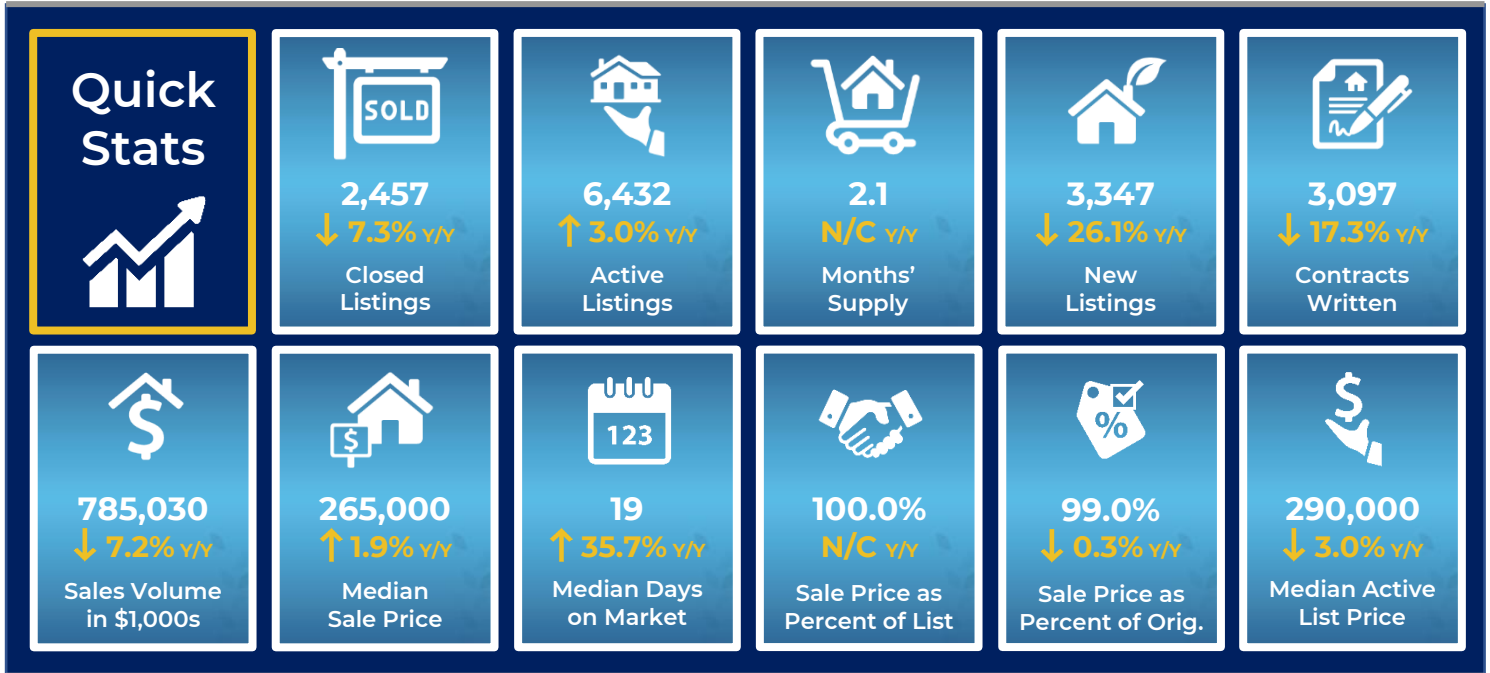 Quick
Stats
SOLD
2,457
↓ 7.3% Y/Y
Closed
Listings
6,432
↑ 3.0% Y/Y
Active
Listings
2.1
N/C Y/Y
Months’
Supply
3,347
↓ 26.1% Y/Y
New
Listings
3,097
↓ 17.3% Y/Y
Contracts
Written
$
785,030
↓ 7.2% Y/Y
Sales Volume
in $1,000s
$
265,000
↑ 1.9% Y/Y
Median
Sale Price
123
19
↑ 35.7% Y/Y
Median Days
on Market
100.0%
N/C Y/Y
Sale Price as
Percent of List
%
99.0%
↓ 0.3% Y/Y
Sale Price as
Percent of Orig.
$
290,000
↓ 3.0% Y/Y
Median Active
List Price